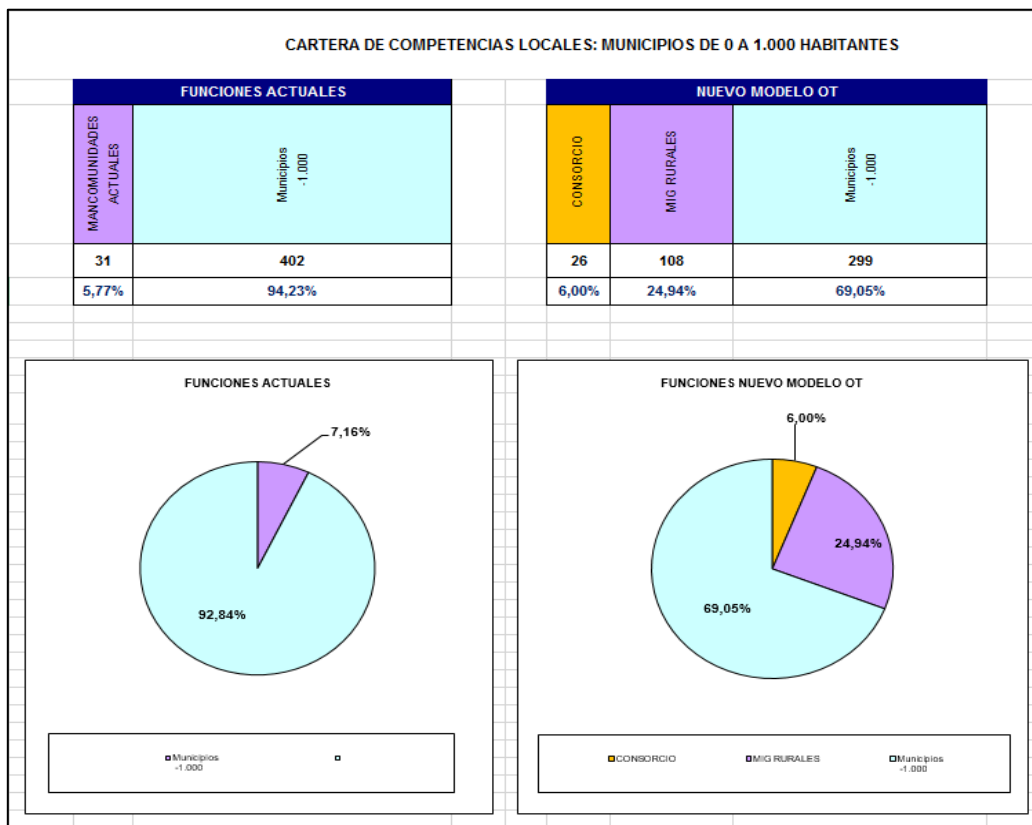 CARTERA DE COMPETENCIAS LOCALES: MUNICIPIOS DE 0 A 1.000 HABITANTES
FUNCIONES ACTUALES
MANCOMUNIDADES
ACTUALES
Municipios
-1.000
31 402
5,77% 94,23%
NUEVO MODELO OT
CONSORCIO
MIG RURALES
Municipios
-1.000
26 108 299
6,00% 24,94% 69,05%
FUNCIONES ACTUALES
7,16%
92,84%
Municipios
-1.000
FUNCIONES NUEVO MODELO OT
6,00%
24,94%
69,05%
CONSORCIO MIG RURALES Municipios
-1.000